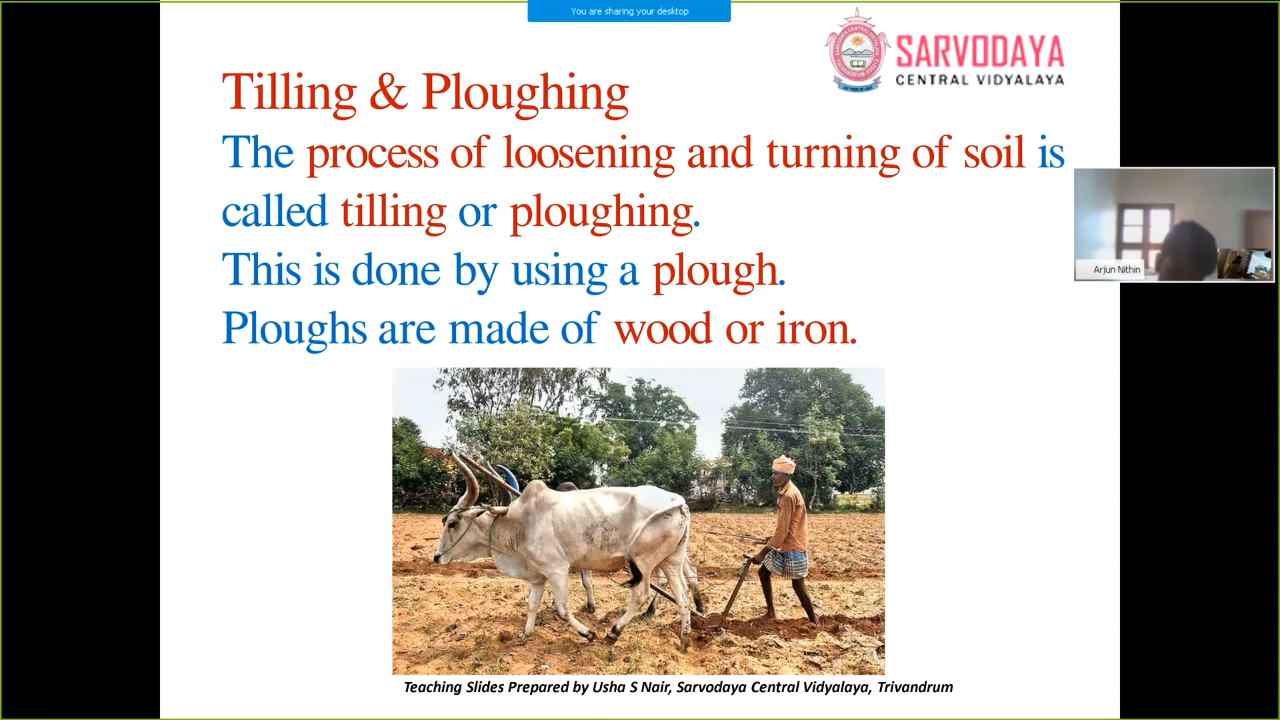 You are sharing your desktop
SARVODAYA
CENTRAL VIDYALAYA
Tilling & Ploughing
The process of loosening and turning of soil is
called tilling or ploughing.
This is done by using a plough.
Ploughs are made of wood or iron.
Arjun Nithin
Teaching Slides Prepared by Usha S Nair, Sarvodaya Central Vidyalaya, Trivandrum